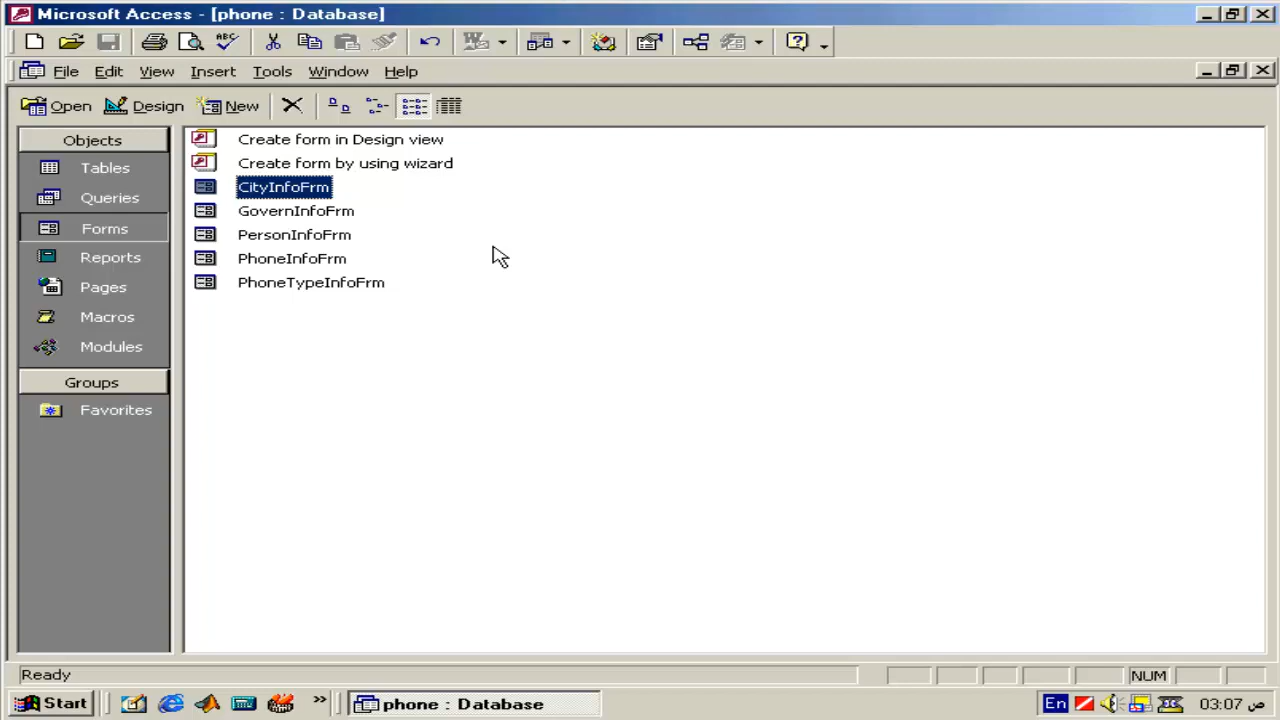 Microsoft Access - [phone : Database]
File Edit View Insert Tools Window Help
Open Design New
Objects
Tables
Queries
Forms
Reports
Pages
Macros
Modules
Groups
Favorites
Create form in Design view
Create form by using wizard
CityInfoFrm
GovernInfoFrm
PersonInfoFrm
PhoneInfoFrm
PhoneTypeInfoFrm
Ready NUM
Start » phone : Database En 03:07 ص